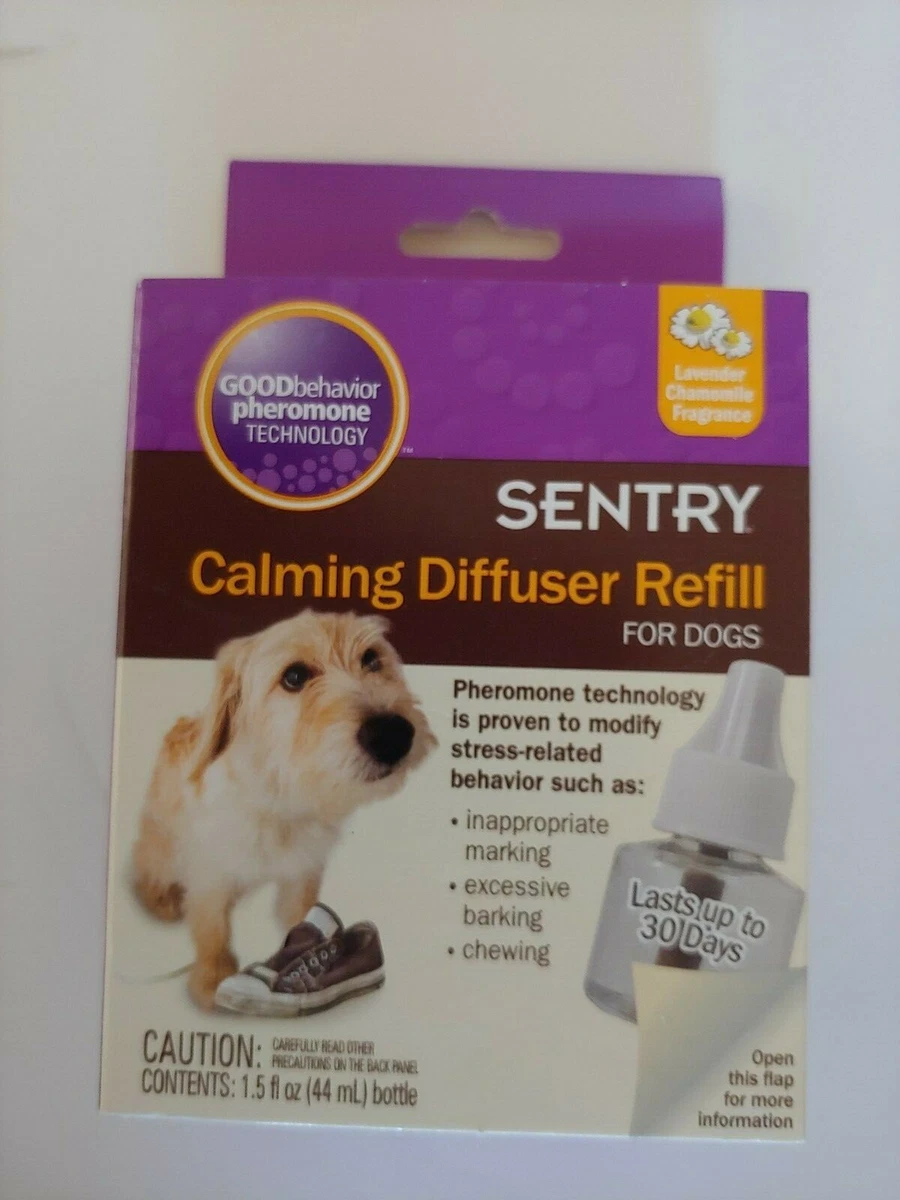 GOODbehavior
pheromone
TECHNOLOGY
™
Lavender
Chamomile
Fragrance
SENTRY
Calming Diffuser Refill
FOR DOGS
Pheromone technology
is proven to modify
stress-related
behavior such as:
• inappropriate
marking
• excessive
barking
• chewing
Lasts up to
30 Days
CAUTION: CAREFULLY READ OTHER
PRECAUTIONS ON THE BACK PANEL
CONTENTS: 1.5 fl oz (44 mL) bottle
Open
this flap
for more
information